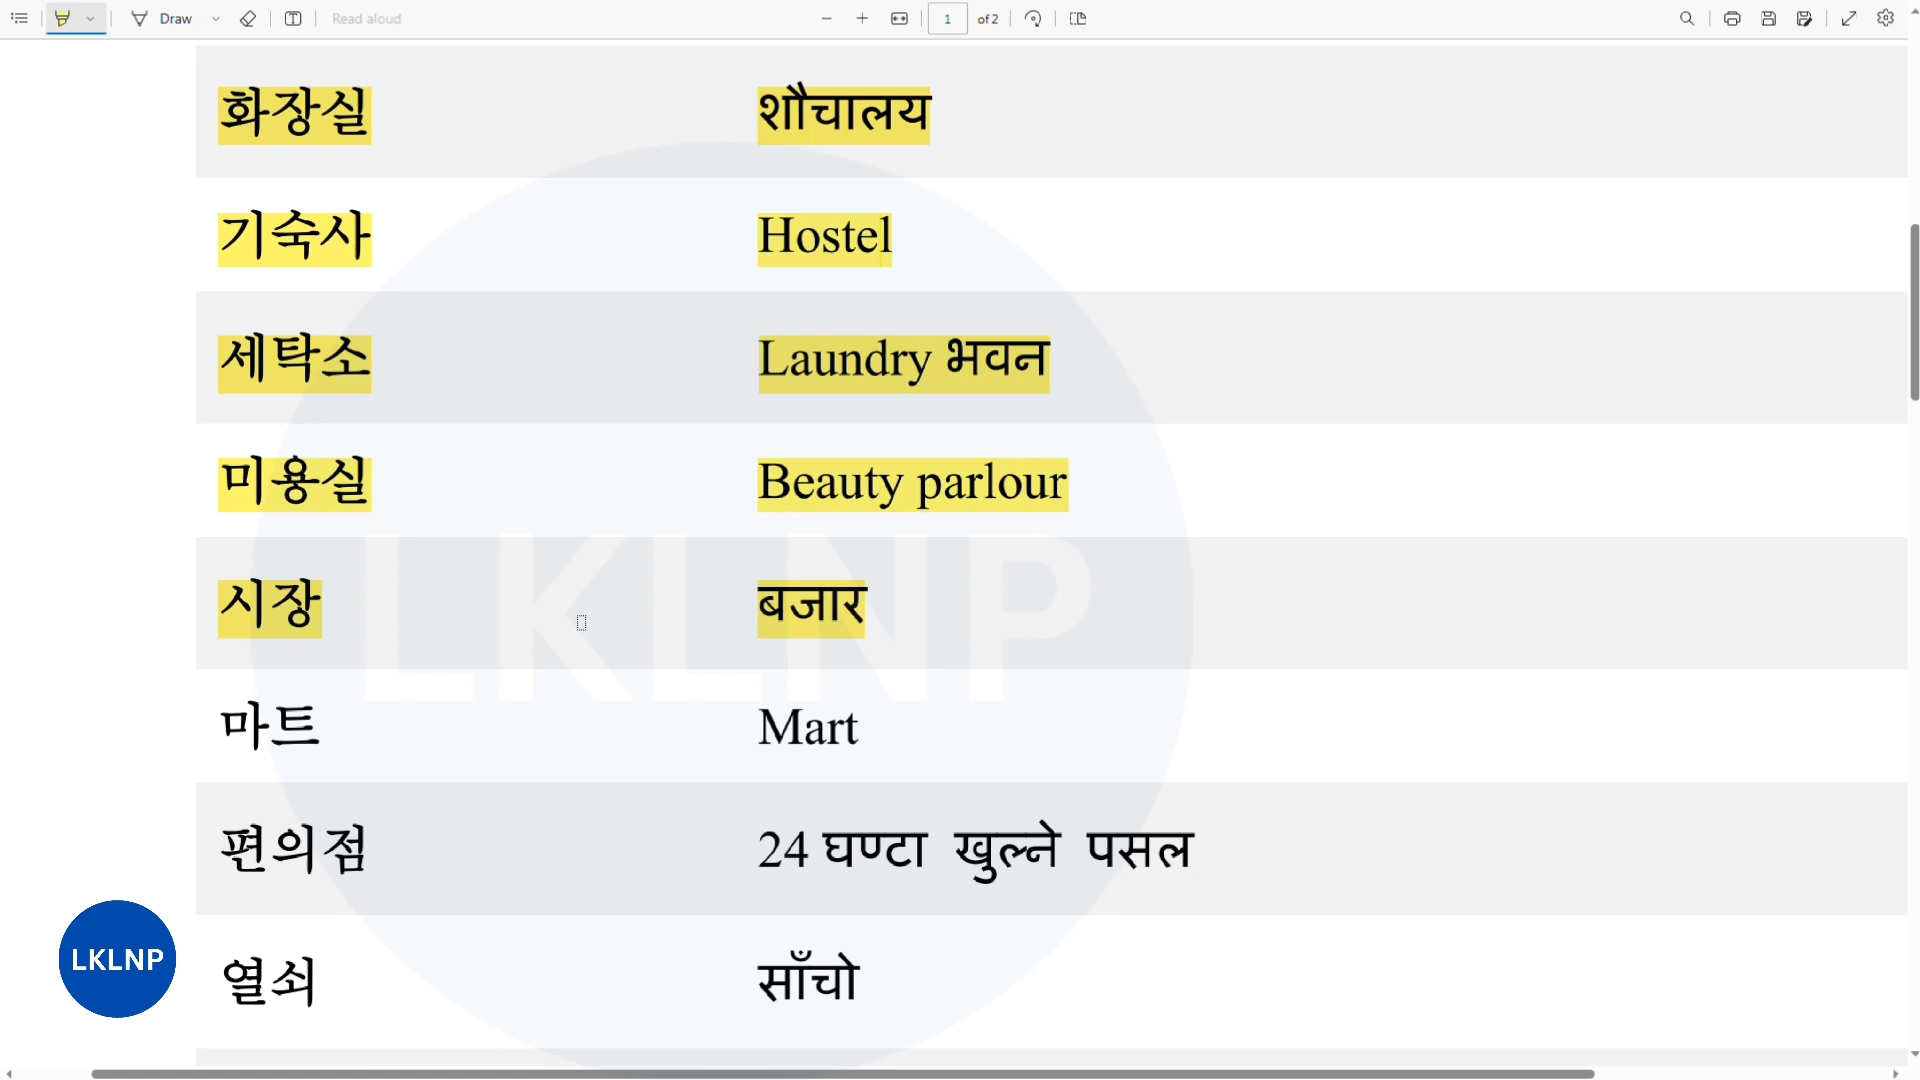 Draw Read aloud 1 of 2
화장실 शौचालय
기숙사 Hostel
세탁소 Laundry भवन
미용실 Beauty parlour
시장 बजार
마트 Mart
편의점 24 घण्टा खुल्ने पसल
열쇠 साँचो
LKLNP
LKLNP